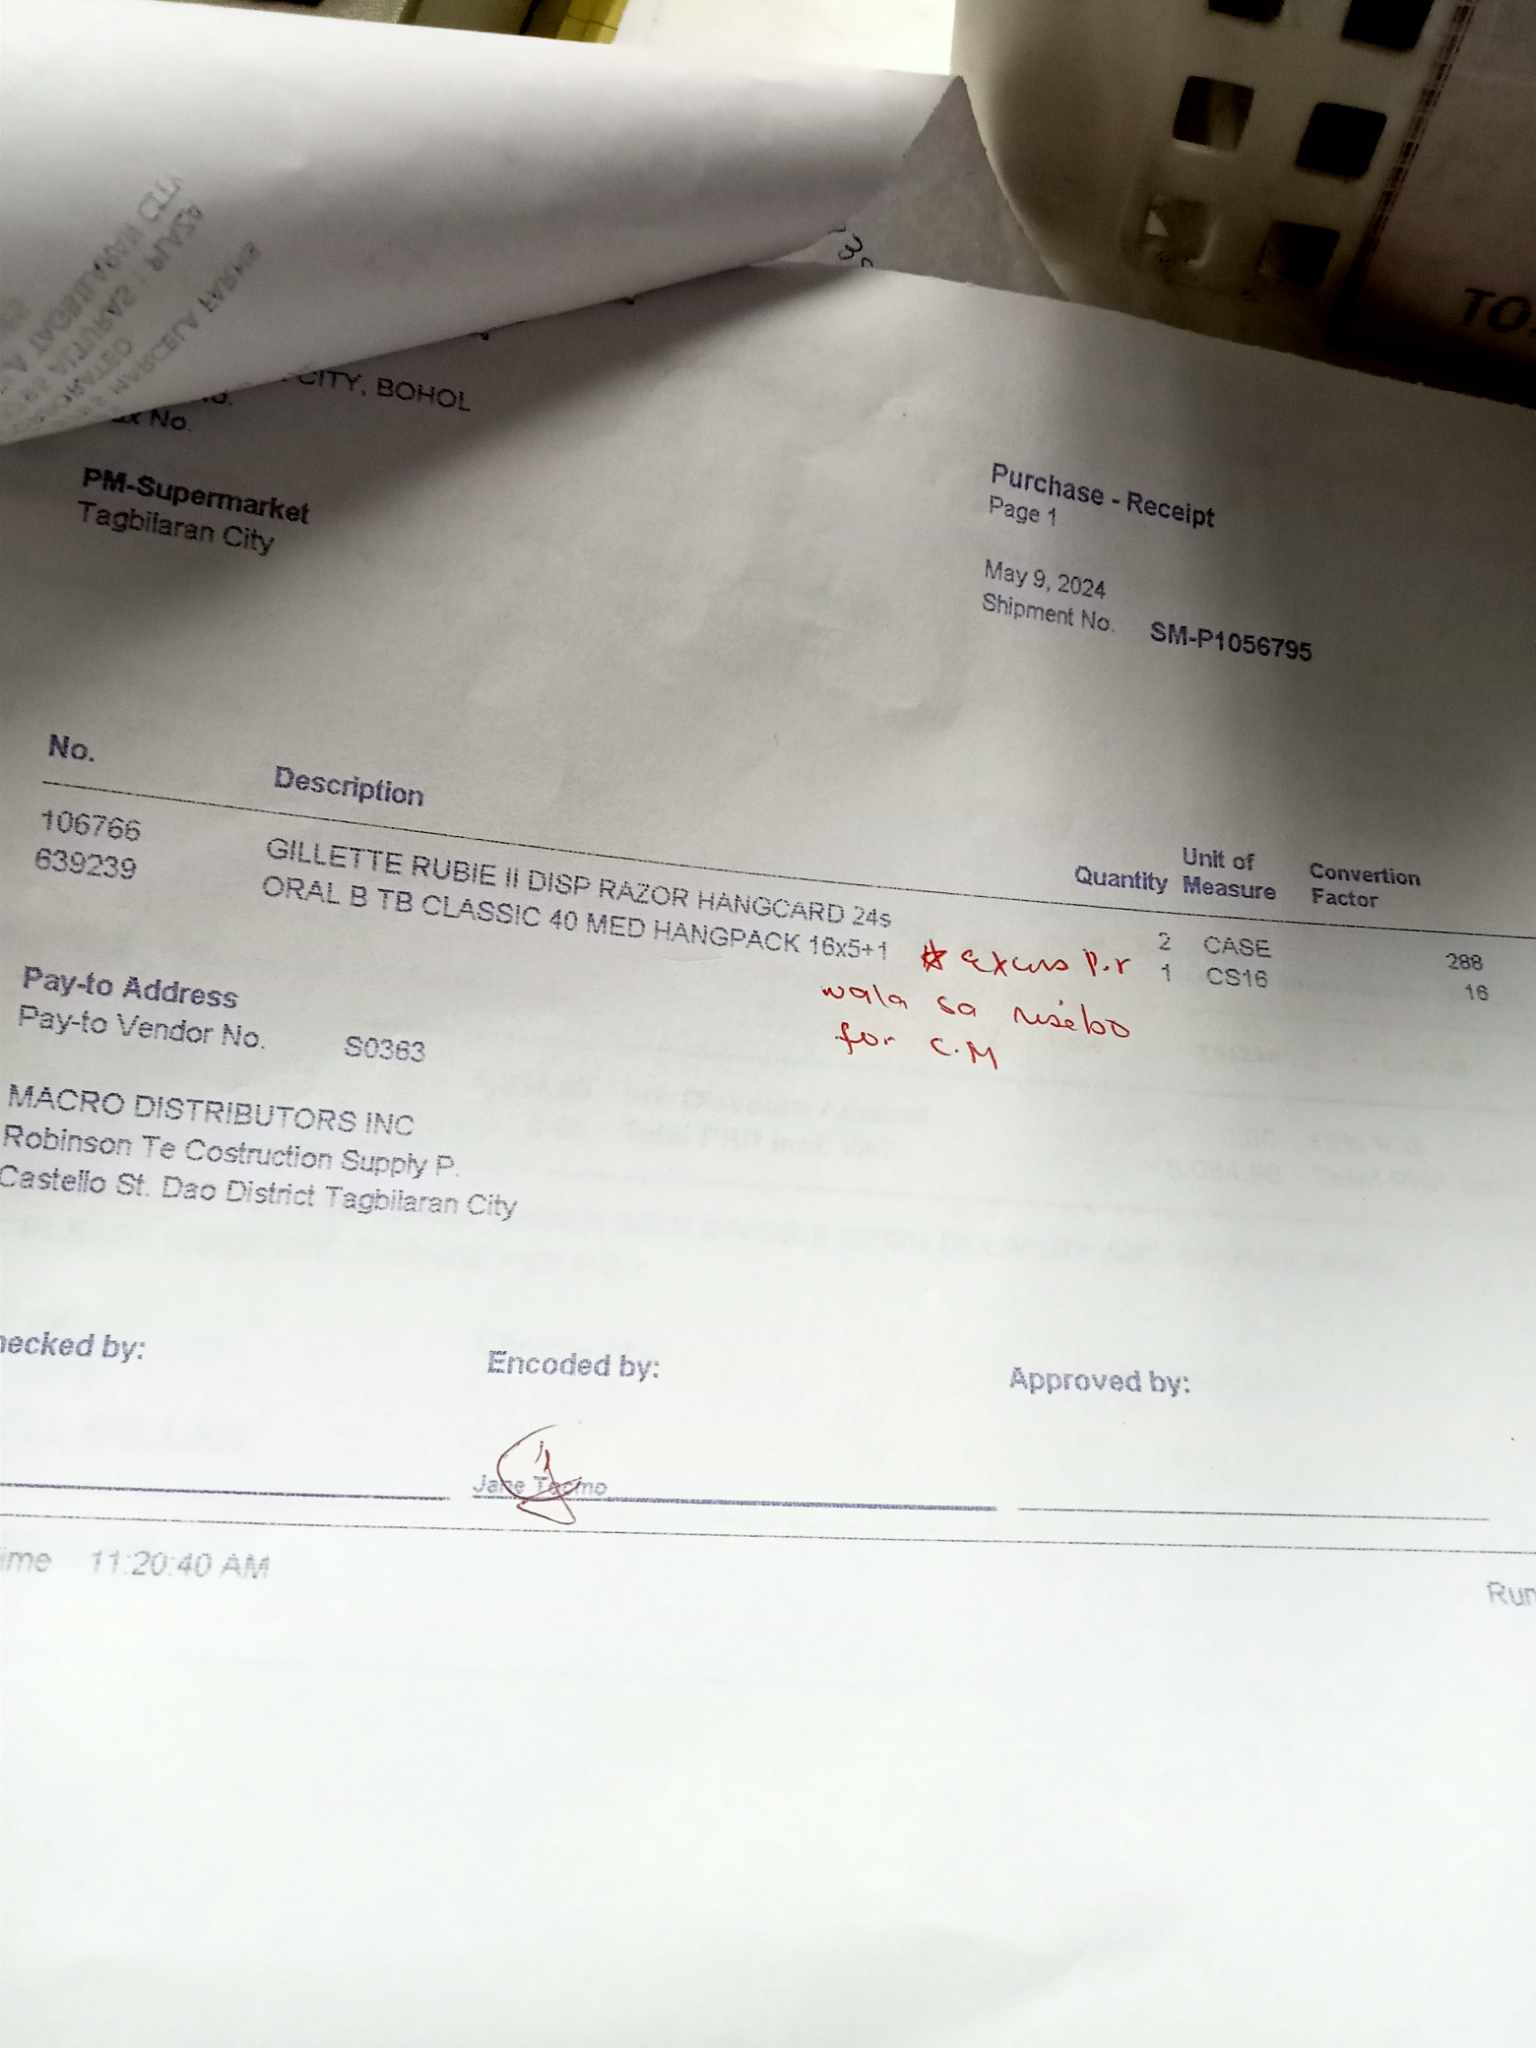 TO
CITY, BOHOL
No.
PM-Supermarket
Tagbilaran City
Purchase - Receipt
Page 1
May 9, 2024
Shipment No. SM-P1056795
No. Description Quantity Unit of Measure Convertion Factor
106766 GILLETTE RUBIE II DISP RAZOR HANGCARD 24s 2 CASE 288
639239 ORAL B TB CLASSIC 40 MED HANGPACK 16x5+1 1 CS16 16
* excess P.r
wala sa resebo
for C.M
Pay-to Address
Pay-to Vendor No. S0363
MACRO DISTRIBUTORS INC
Robinson Te Costruction Supply P.
Castello St. Dao District Tagbilaran City
hecked by: Encoded by: Approved by:
Jane
ime 11:20:40 AM
Run